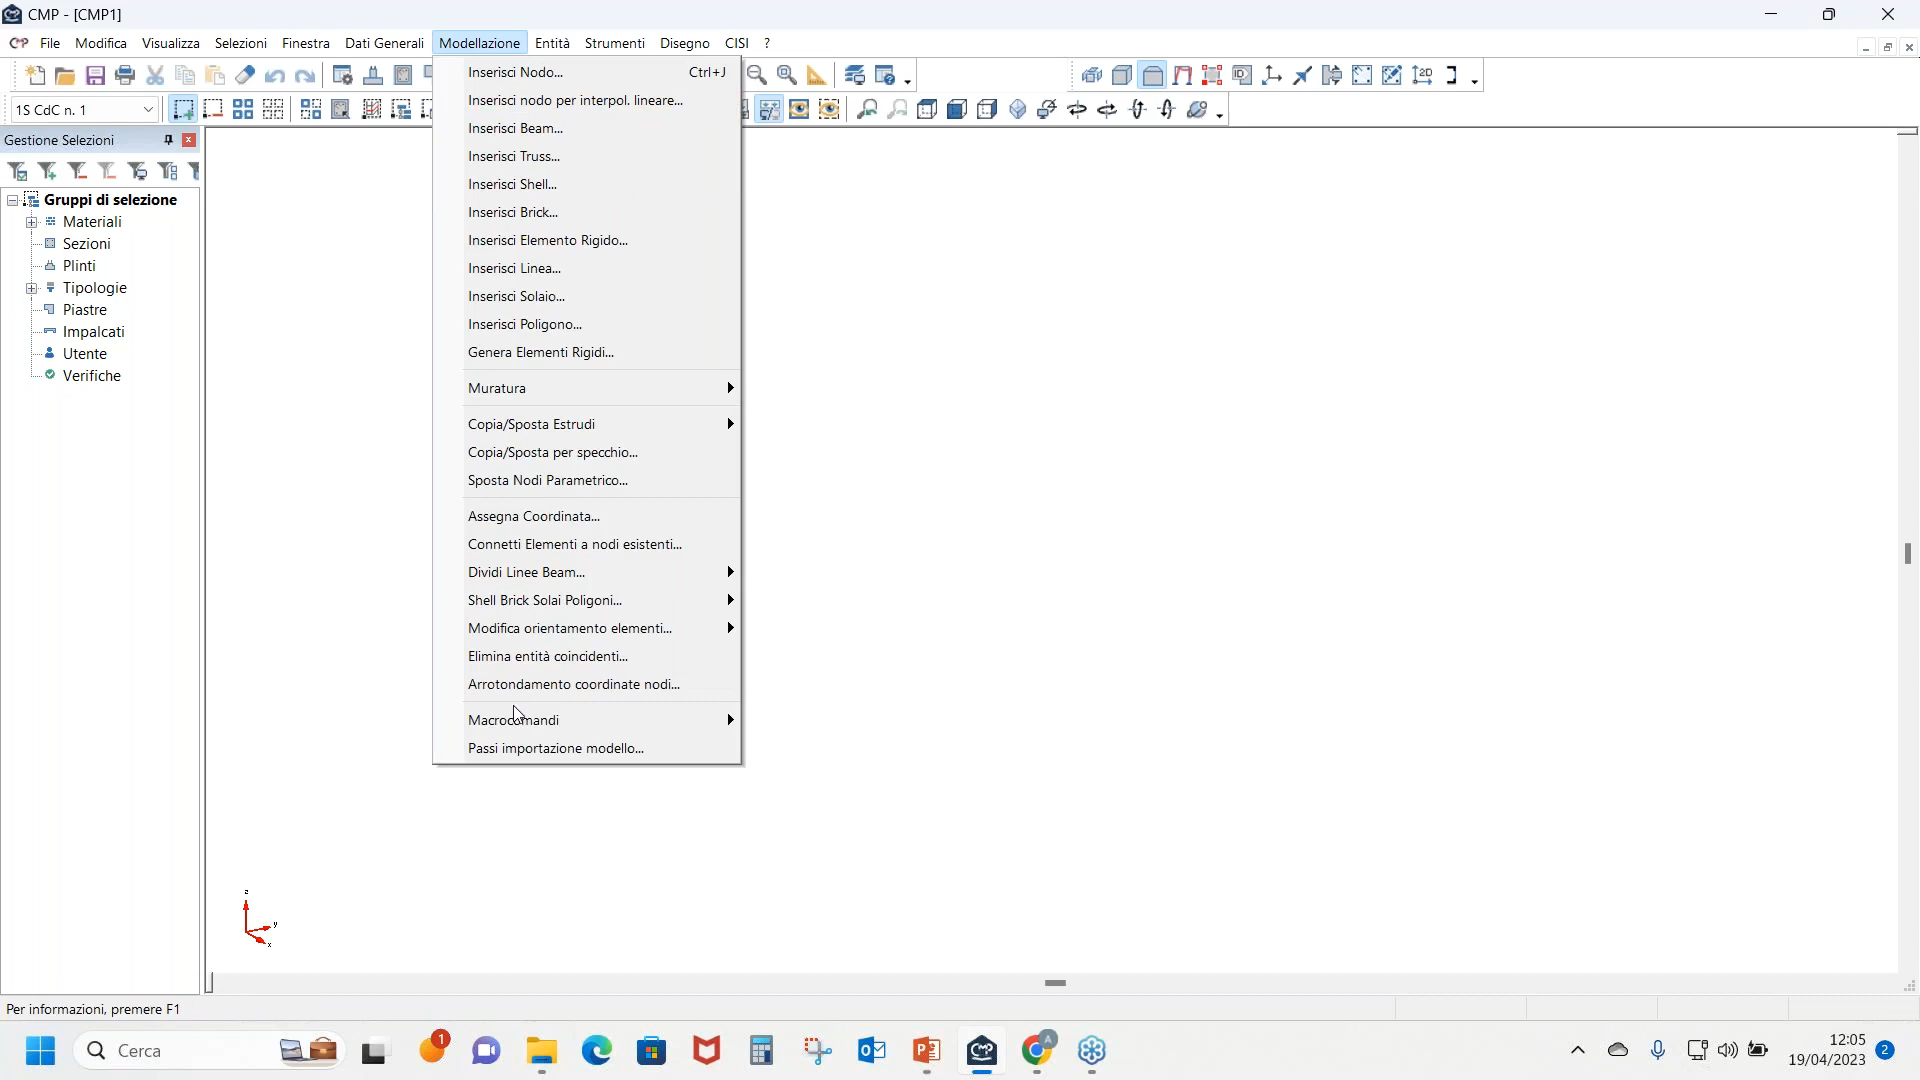 CMP - [CMP1]
File Modifica Visualizza Selezioni Finestra Dati Generali Modellazione Entità Strumenti Disegno CISI ?
1S CdC n. 1
Gestione Selezioni
Gruppi di selezione
Materiali
Sezioni
Plinti
Tipologie
Piastre
Impalcati
Utente
Verifiche
Inserisci Nodo... Ctrl+J
Inserisci nodo per interpol. lineare...
Inserisci Beam...
Inserisci Truss...
Inserisci Shell...
Inserisci Brick...
Inserisci Elemento Rigido...
Inserisci Linea...
Inserisci Solaio...
Inserisci Poligono...
Genera Elementi Rigidi...
Muratura
Copia/Sposta Estrudi
Copia/Sposta per specchio...
Sposta Nodi Parametrico...
Assegna Coordinata...
Connetti Elementi a nodi esistenti...
Dividi Linee Beam...
Shell Brick Solai Poligoni...
Modifica orientamento elementi...
Elimina entità coincidenti...
Arrotondamento coordinate nodi...
Macrocomandi
Passi importazione modello...
z
y
x
Per informazioni, premere F1
Cerca
1
A
12:05
19/04/2023
2